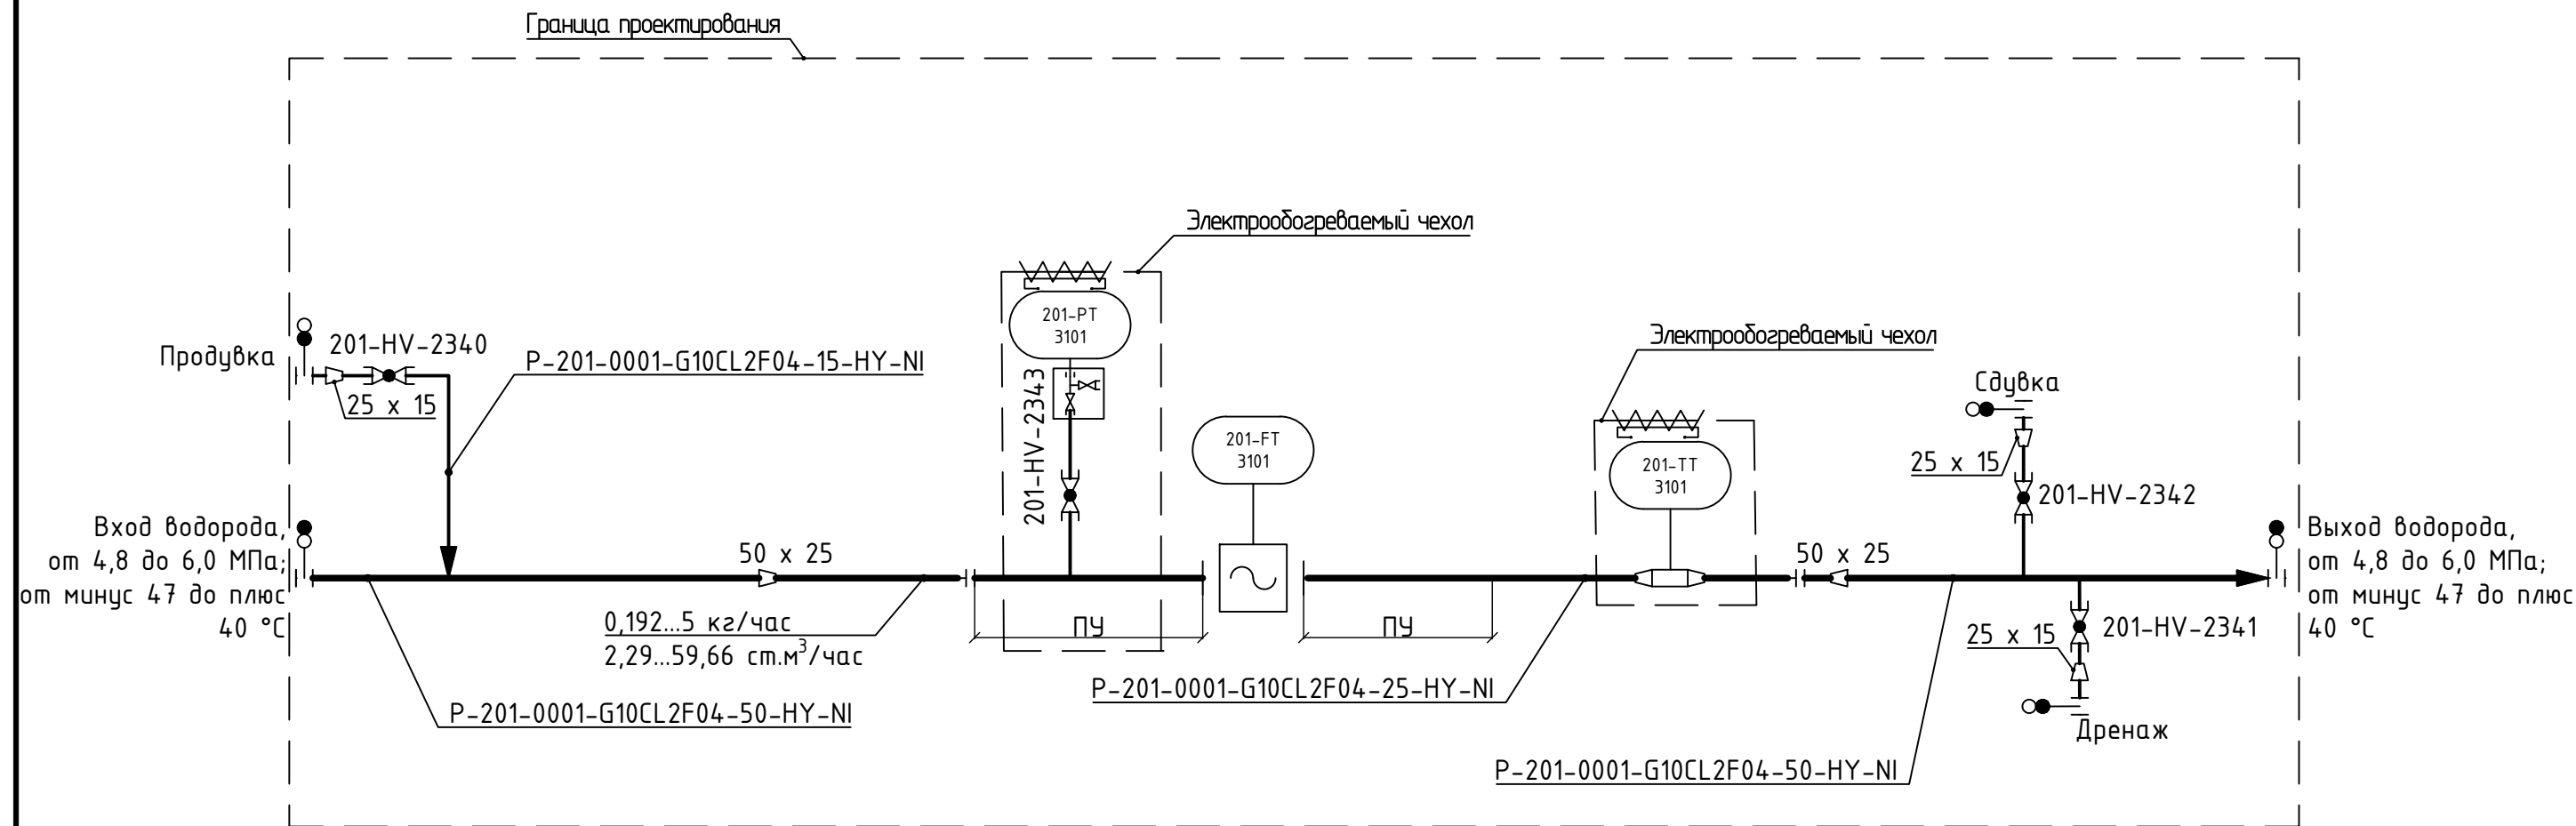 Граница проектирования
Электрообогреваемый чехол
201-PT
3101
Продувка
201-HV-2340
P-201-0001-G10CL2F04-15-HY-NI
25 x 15
201-HV-2343
201-FT
3101
Электрообогреваемый чехол
201-TT
3101
Сдувка
25 x 15
201-HV-2342
Вход водорода,
от 4,8 до 6,0 МПа;
от минус 47 до плюс
40 °С
50 x 25
50 x 25
Выход водорода,
от 4,8 до 6,0 МПа;
от минус 47 до плюс
40 °С
0,192...5 кг/час
2,29...59,66 ст.м³/час
ПУ
ПУ
25 x 15
201-HV-2341
P-201-0001-G10CL2F04-50-HY-NI
P-201-0001-G10CL2F04-25-HY-NI
Дренаж
P-201-0001-G10CL2F04-50-HY-NI